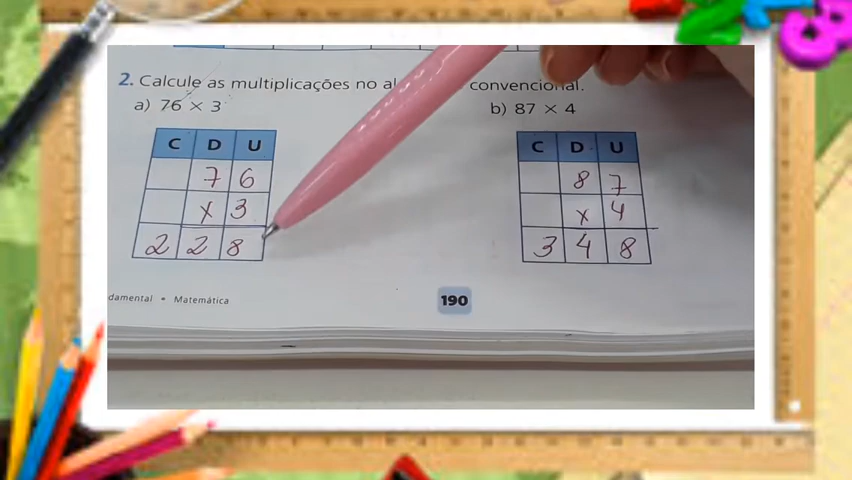 2. Calcule as multiplicações no al convencional.
a) 76 × 3
C D U
7 6
x 3
2 2 8
b) 87 × 4
C D U
8 7
x 4
3 4 8
damental • Matemática
190